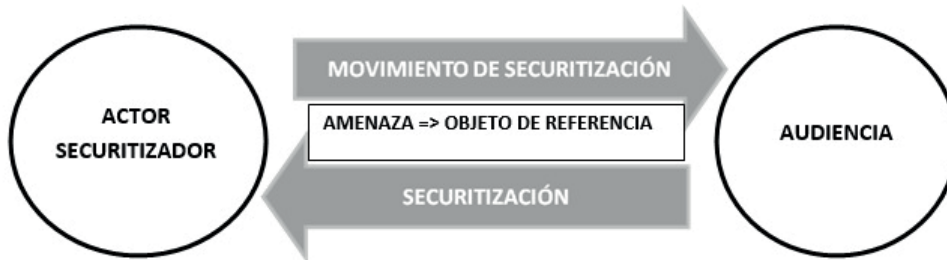 MOVIMIENTO DE SECURITIZACIÓN
ACTOR
SECURITIZADOR
AMENAZA => OBJETO DE REFERENCIA
AUDIENCIA
SECURITIZACIÓN